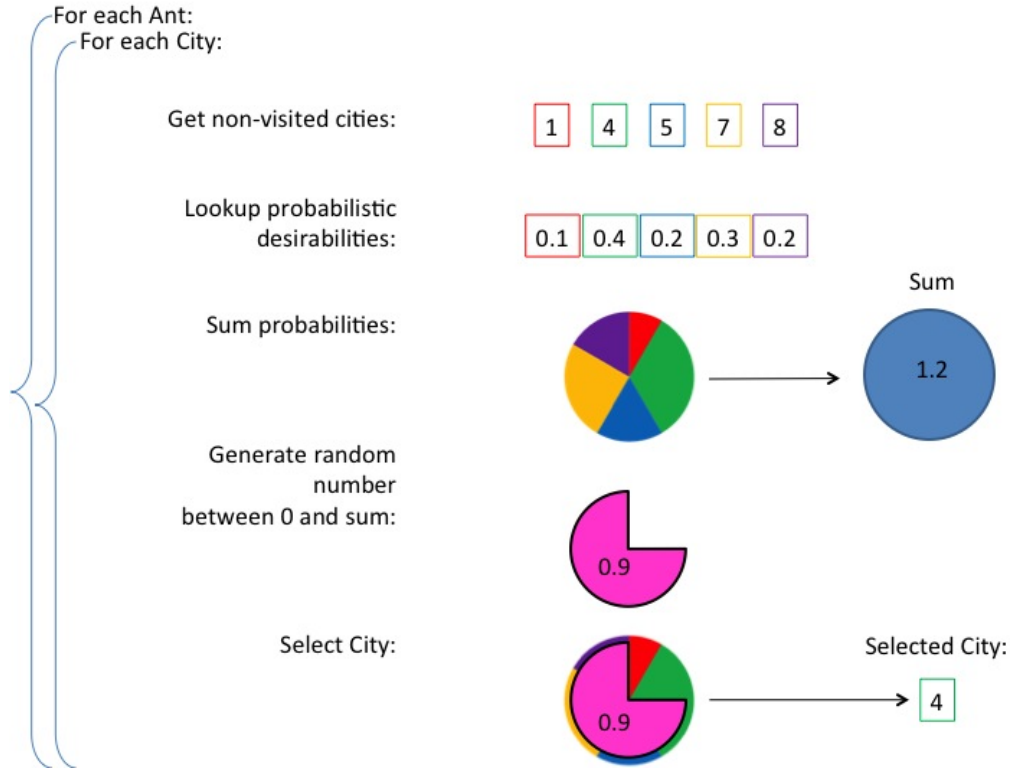 For each Ant:
For each City:
Get non-visited cities:
1 4 5 7 8
Lookup probabilistic
desirabilities:
0.1 0.4 0.2 0.3 0.2
Sum
Sum probabilities:
1.2
Generate random
number
between 0 and sum:
0.9
Select City:
Selected City:
0.9
4